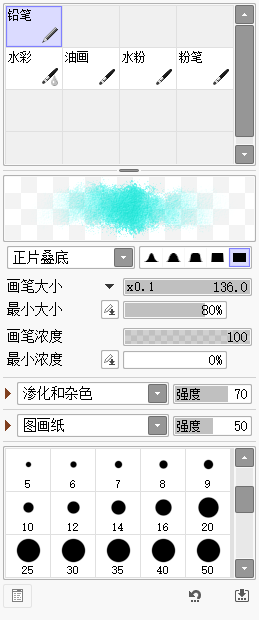 铅笔
水彩 油画 水粉 粉笔
正片叠底
画笔大小 x0.1 136.0
最小大小 80%
画笔浓度 100
最小浓度 0%
渗化和杂色 强度 70
图画纸 强度 50
5 6 7 8 9
10 12 14 16 20
25 30 35 40 50